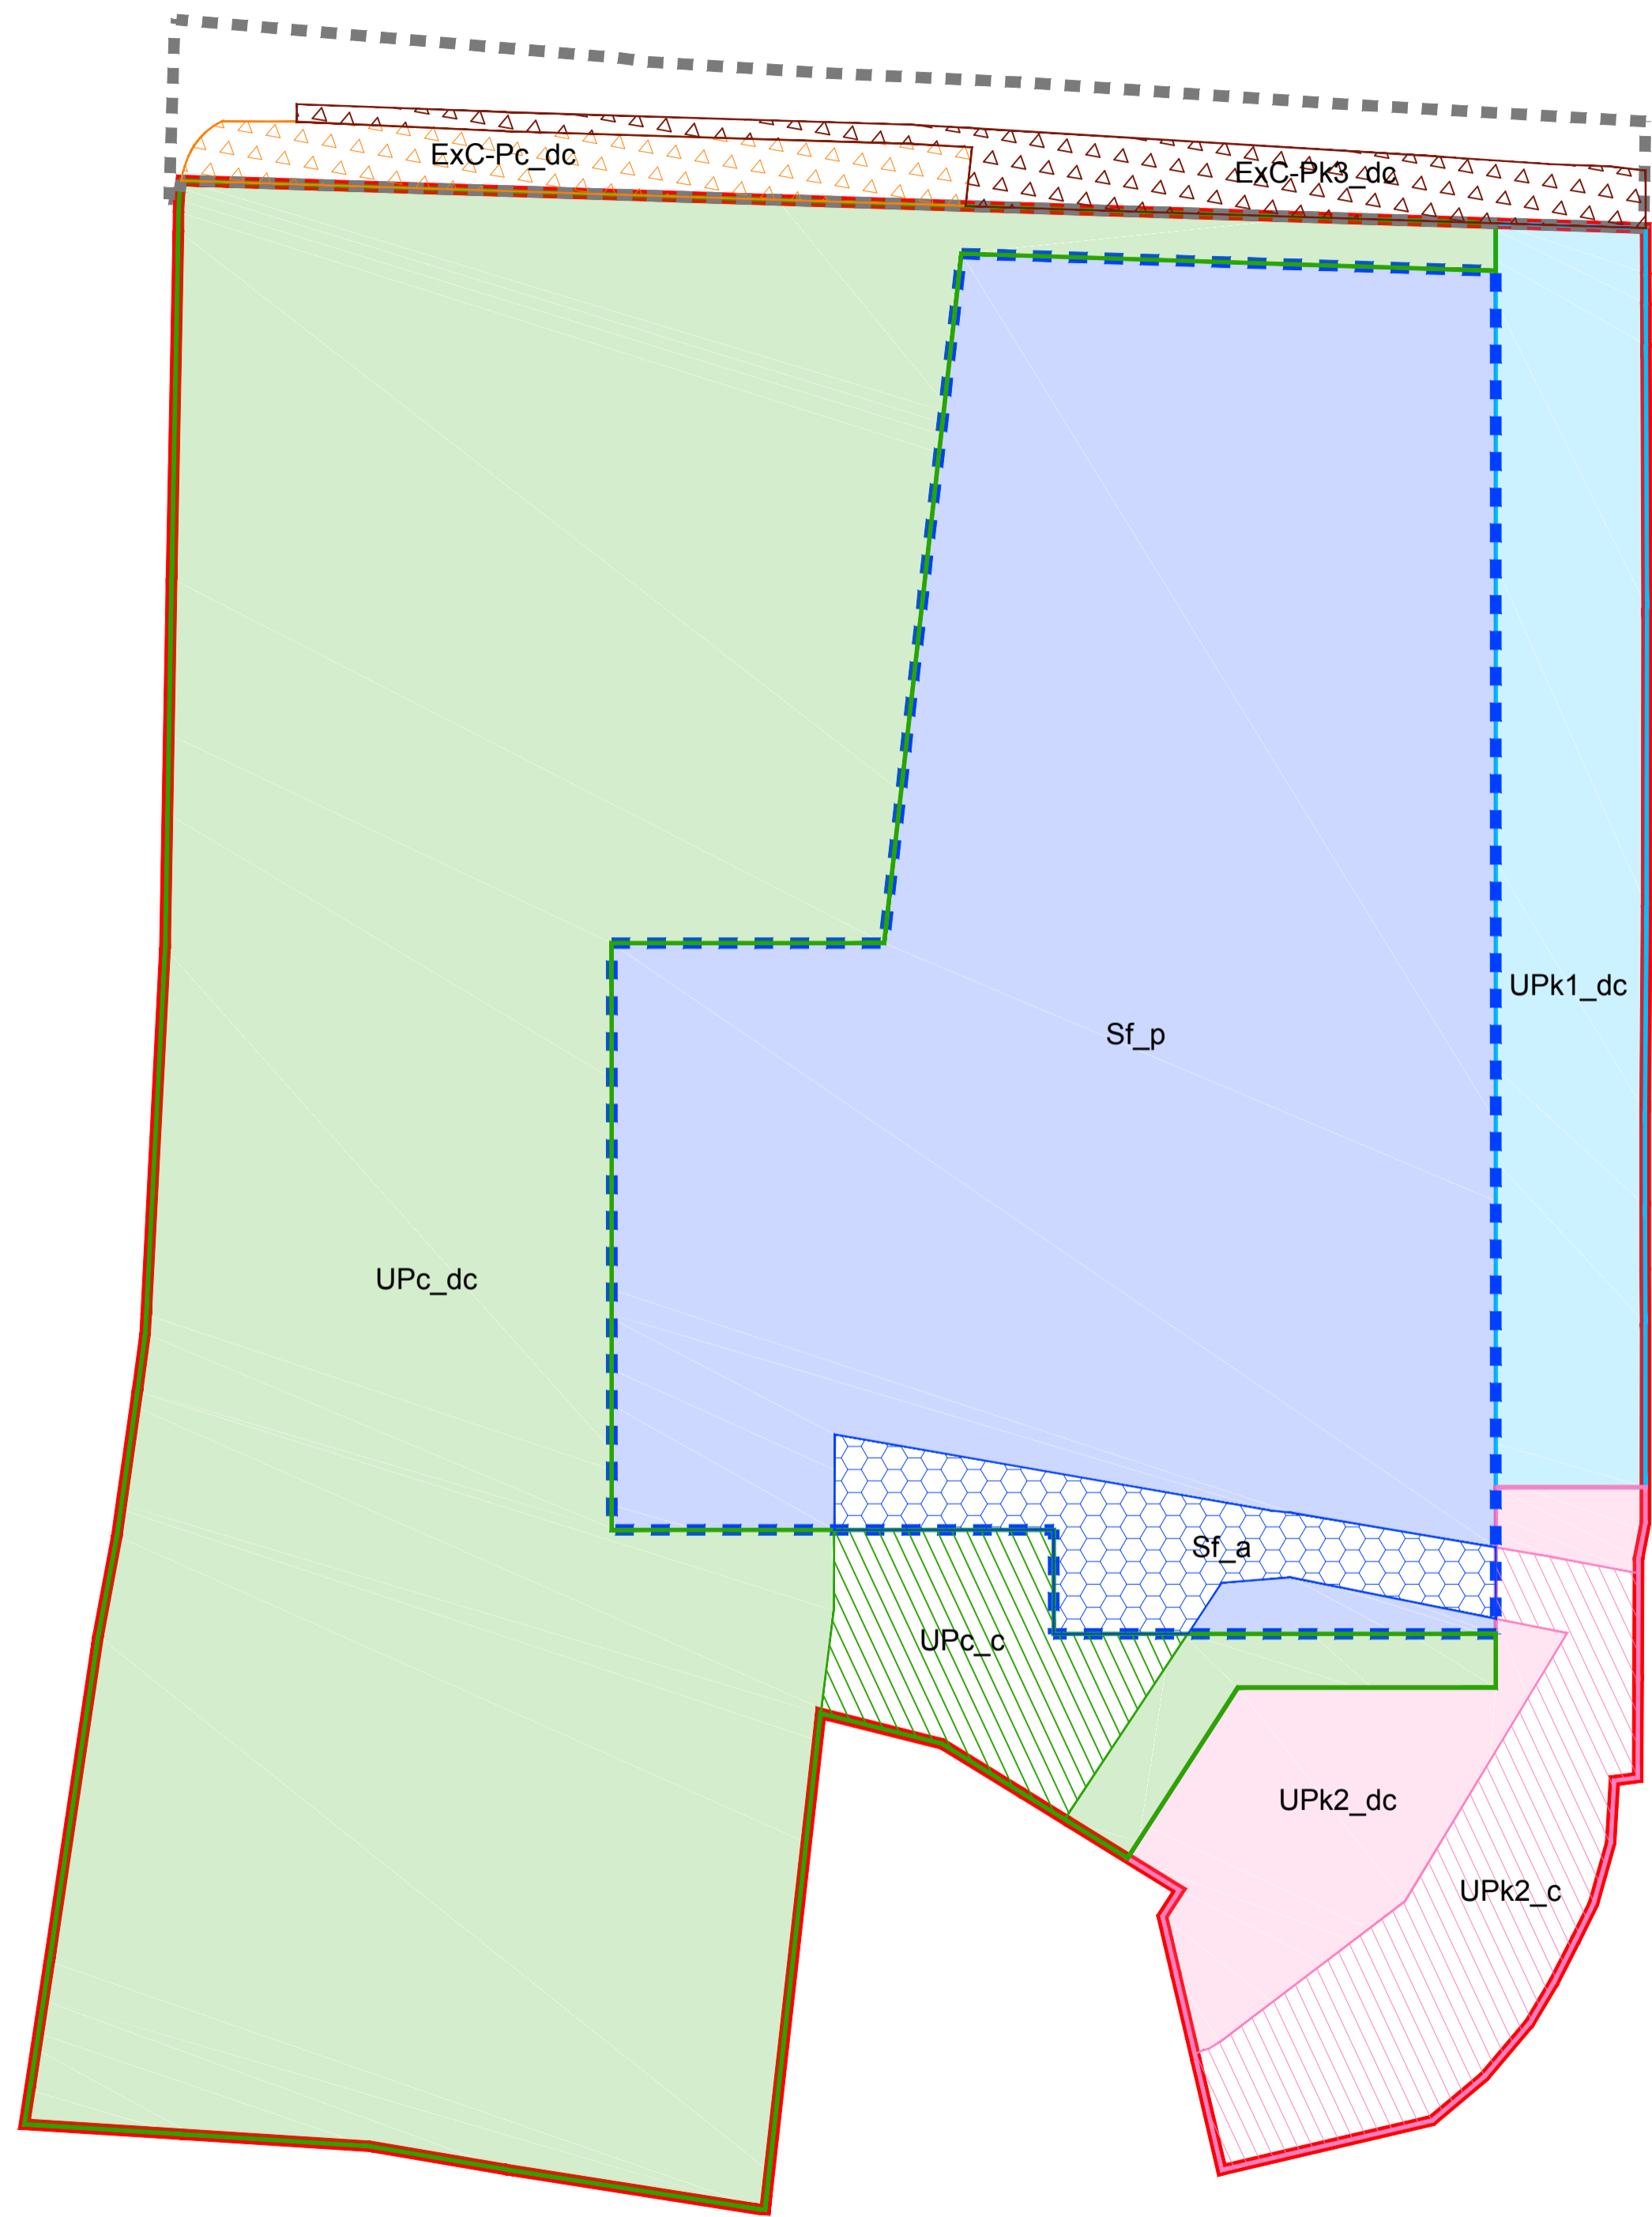 ExC-Pc_dc
ExC-Pk3_dc
UPk1_dc
Sf_p
UPc_dc
Sf_a
UPc_c
UPk2_dc
UPk2_c